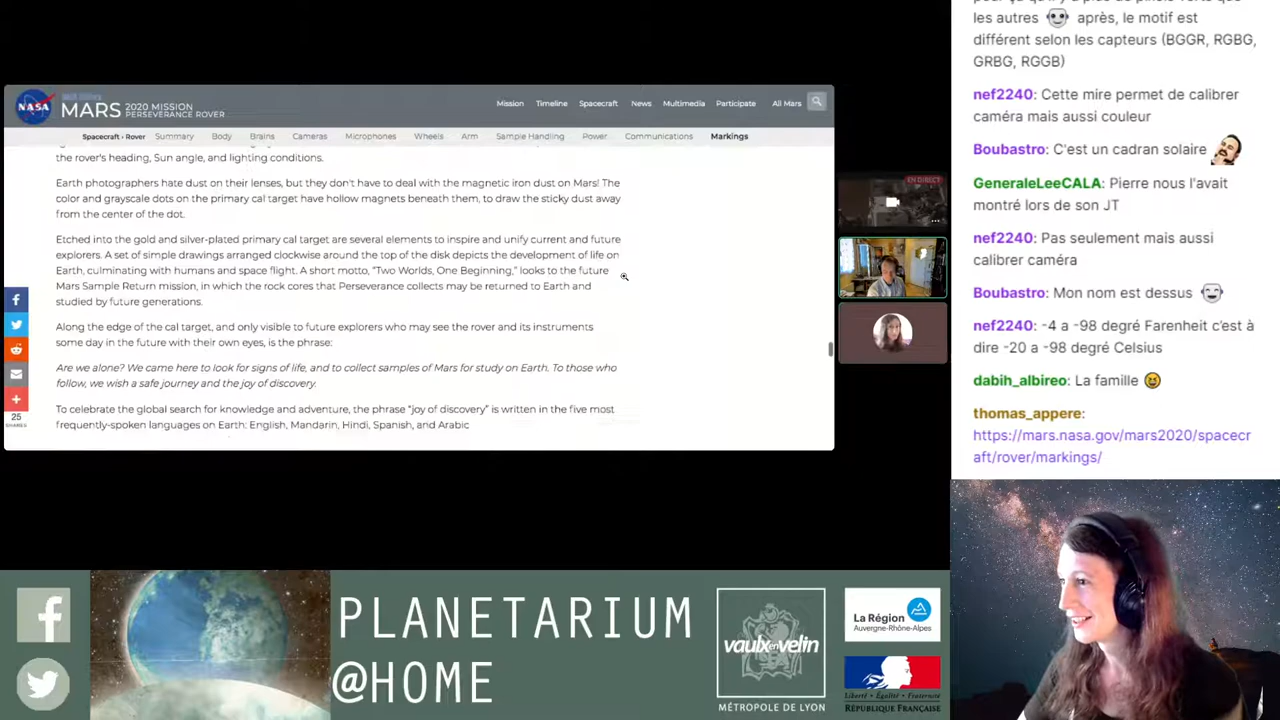 NASA
MARS 2020 MISSION
PERSEVERANCE ROVER
Mission Timeline Spacecraft News Multimedia Participate All Mars
Spacecraft › Rover Summary Body Brains Cameras Microphones Wheels Arm Sample Handling Power Communications Markings
the rover's heading, Sun angle, and lighting conditions.
Earth photographers hate dust on their lenses, but they don't have to deal with the magnetic iron dust on Mars! The
color and grayscale dots on the primary cal target have hollow magnets beneath them, to draw the sticky dust away
from the center of the dot.
Etched into the gold and silver-plated primary cal target are several elements to inspire and unify current and future
explorers. A set of simple drawings arranged clockwise around the top of the disk depicts the development of life on
Earth, culminating with humans and space flight. A short motto, "Two Worlds, One Beginning," looks to the future
Mars Sample Return mission, in which the rock cores that Perseverance collects may be returned to Earth and
studied by future generations.
Along the edge of the cal target, and only visible to future explorers who may see the rover and its instruments
some day in the future with their own eyes, is the phrase:
Are we alone? We came here to look for signs of life, and to collect samples of Mars for study on Earth. To those who
follow, we wish a safe journey and the joy of discovery.
To celebrate the global search for knowledge and adventure, the phrase "joy of discovery" is written in the five most
frequently-spoken languages on Earth: English, Mandarin, Hindi, Spanish, and Arabic
25
SHARES
EN DIRECT
les autres après, le motif est
différent selon les capteurs (BGGR, RGBG,
GRBG, RGGB)
nef2240: Cette mire permet de calibrer
caméra mais aussi couleur
Boubastro: C'est un cadran solaire
GeneraleLeeCALA: Pierre nous l'avait
montré lors de son JT
nef2240: Pas seulement mais aussi
calibrer caméra
Boubastro: Mon nom est dessus
nef2240: -4 a -98 degré Farenheit c'est à
dire -20 a -98 degré Celsius
dabih_albireo: La famille
thomas_appere:
https://mars.nasa.gov/mars2020/spacecr
aft/rover/markings/
PLANETARIUM
@HOME
vaulx en velin
MÉTROPOLE DE LYON
La Région
Auvergne-Rhône-Alpes
Liberté • Égalité • Fraternité
RÉPUBLIQUE FRANÇAISE